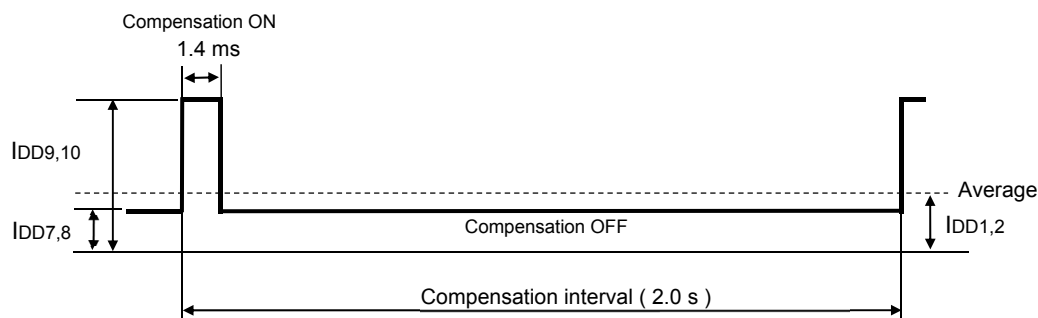 Compensation ON
1.4 ms
IDD9,10
Average
IDD7,8
Compensation OFF
IDD1,2
Compensation interval ( 2.0 s )